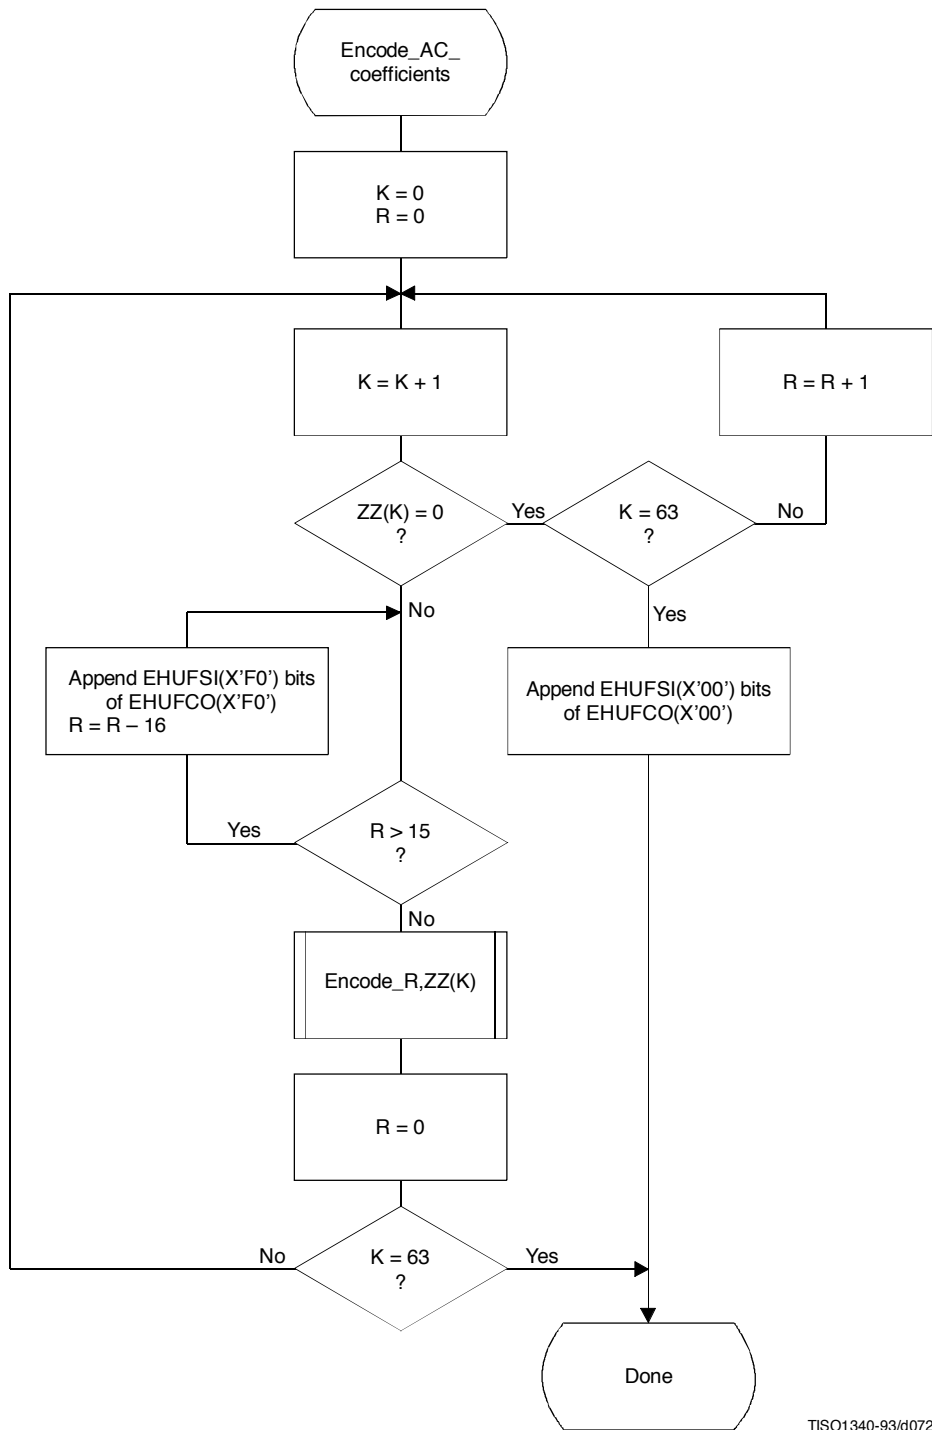 Encode_AC_
coefficients
K = 0
R = 0
K = K + 1
R = R + 1
ZZ(K) = 0
?
Yes
K = 63
?
No
No
Yes
Append EHUFSI(X'F0') bits
of EHUFCO(X'F0')
R = R – 16
Append EHUFSI(X'00') bits
of EHUFCO(X'00')
Yes
R > 15
?
No
Encode_R,ZZ(K)
R = 0
No
K = 63
?
Yes
Done
TISO1340-93/d072